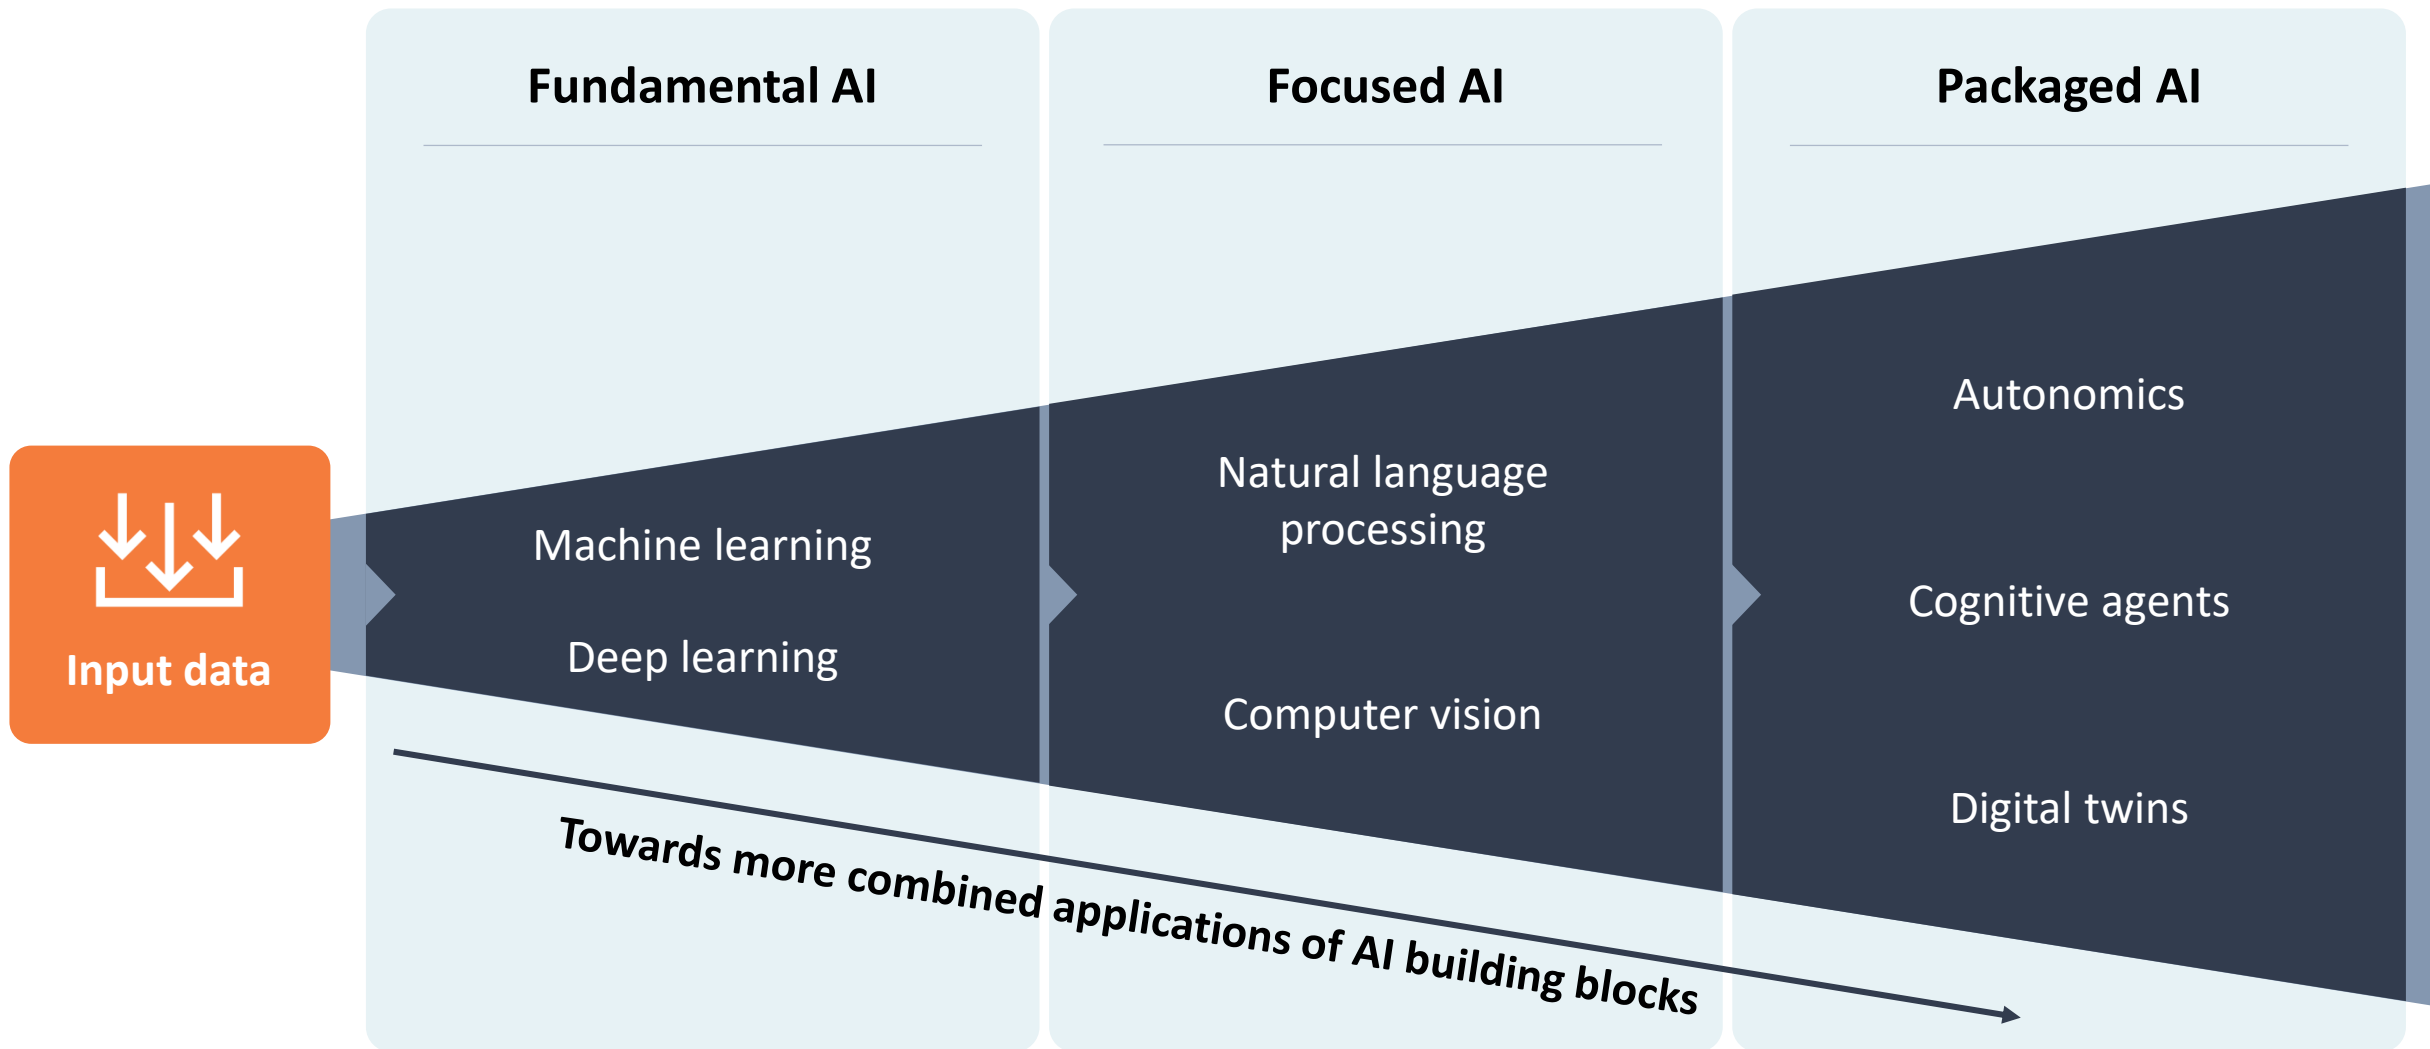 Fundamental AI
Focused AI
Packaged AI
Input data
Machine learning
Deep learning
Natural language
processing
Computer vision
Autonomics
Cognitive agents
Digital twins
Towards more combined applications of AI building blocks